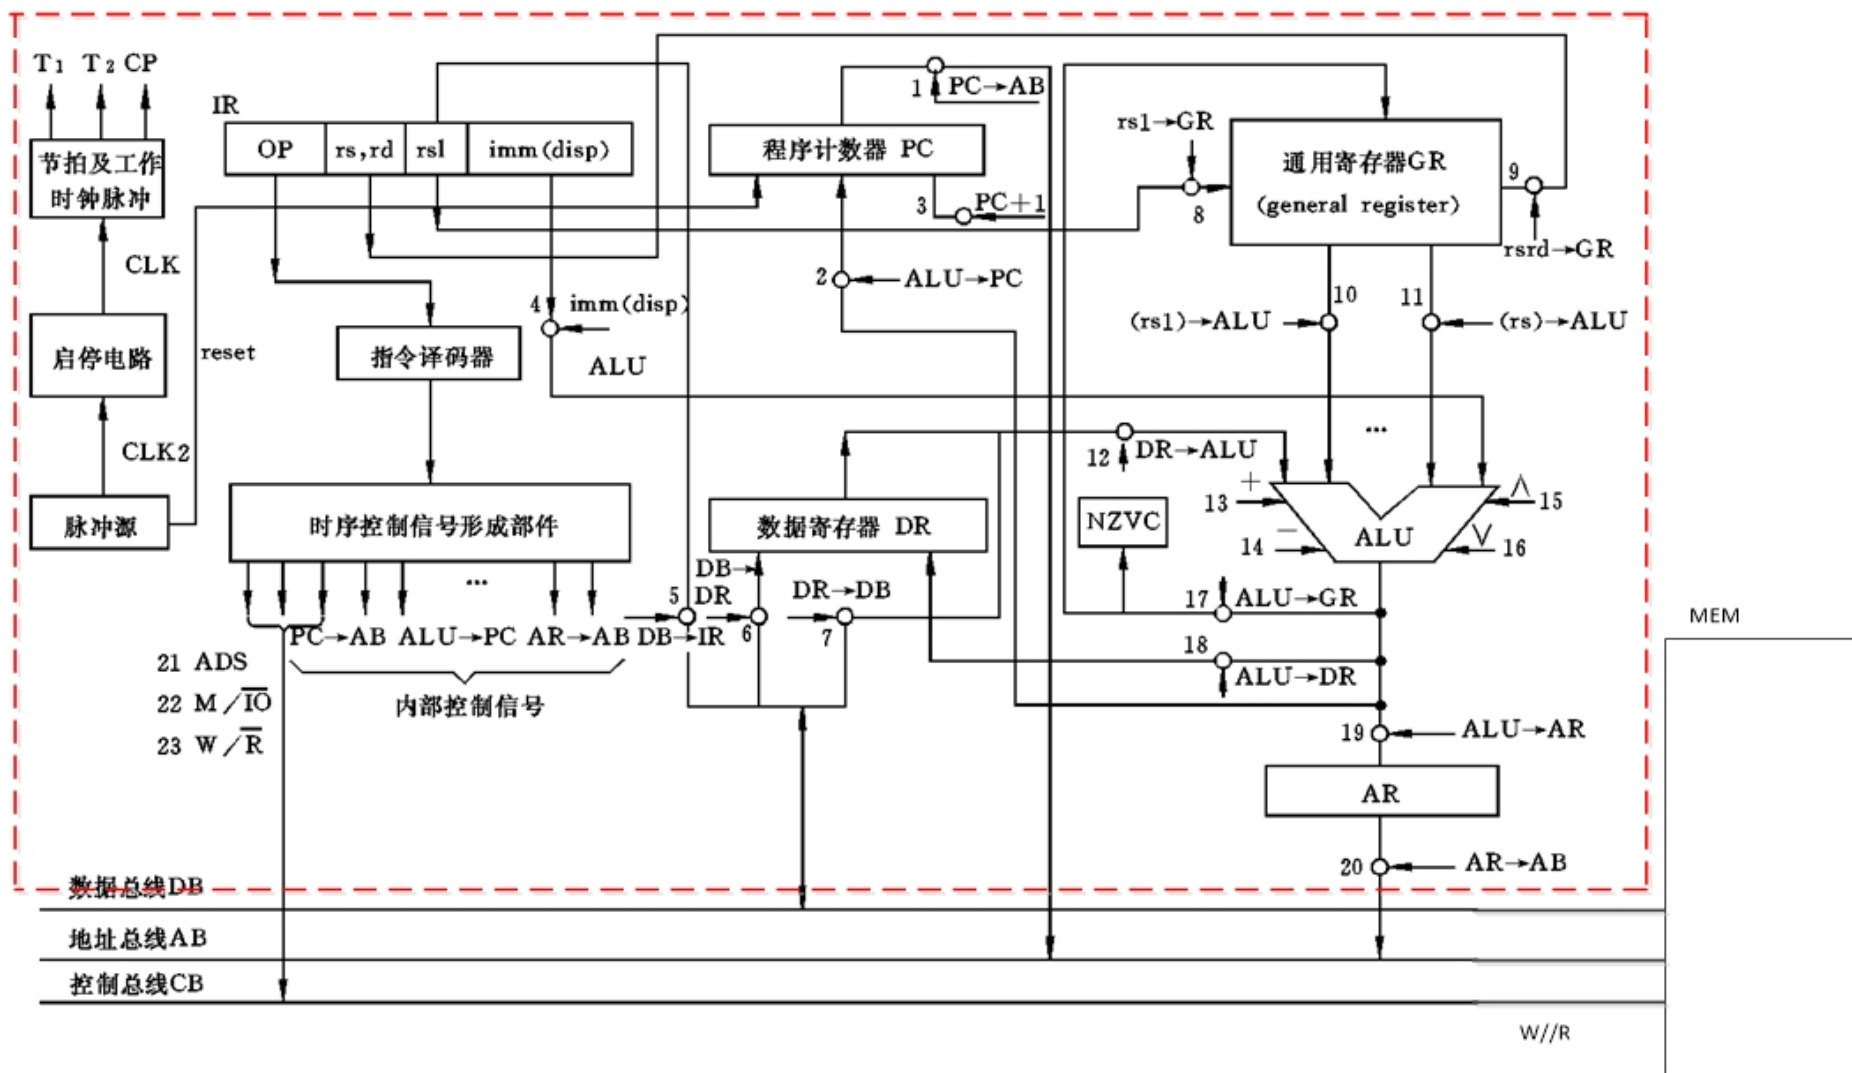 T1 T2 CP
IR
OP
rs,rd
rsl
imm(disp)
节拍及工作
时钟脉冲
CLK
启停电路
CLK2
脉冲源
reset
指令译码器
时序控制信号形成部件
...
PC→AB ALU→PC AR→AB
内部控制信号
21 ADS
22 M/I̅O̅
23 W/R̅
4 imm(disp)
ALU
1 PC→AB
程序计数器 PC
3 PC+1
2 ALU→PC
rs1→GR
8
通用寄存器GR
(general register)
9
rsrd→GR
10
(rs1)→ALU
11
(rs)→ALU
...
12 DR→ALU
数据寄存器 DR
5
DB→IR
DB→
DR
6
DR→DB
7
NZVC
13 +
14 −
ALU
∧ 15
∨ 16
17 ALU→GR
18
ALU→DR
19 ALU→AR
AR
20 AR→AB
MEM
数据总线DB
地址总线AB
控制总线CB
W//R